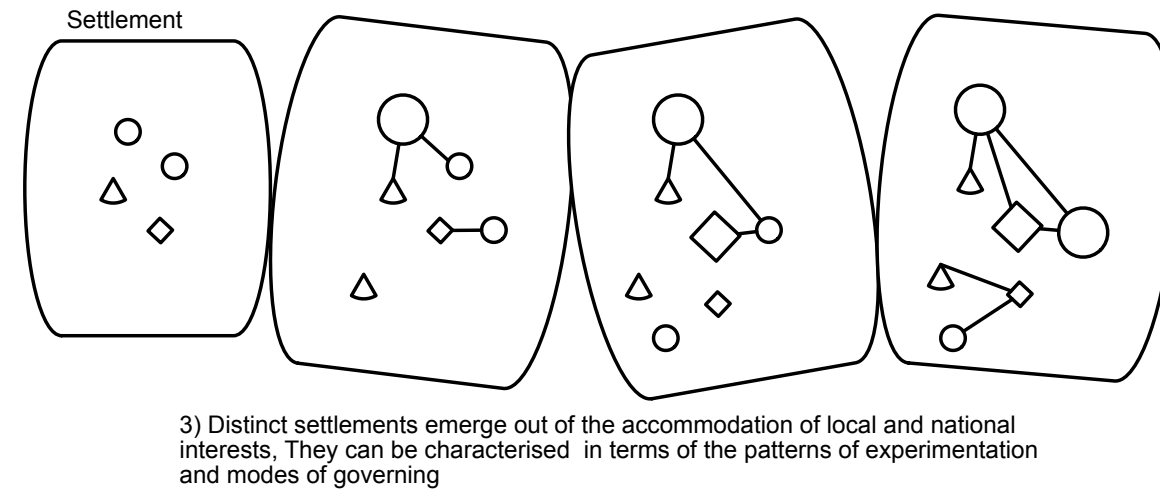 Settlement
3) Distinct settlements emerge out of the accommodation of local and national
interests, They can be characterised  in terms of the patterns of experimentation
and modes of governing